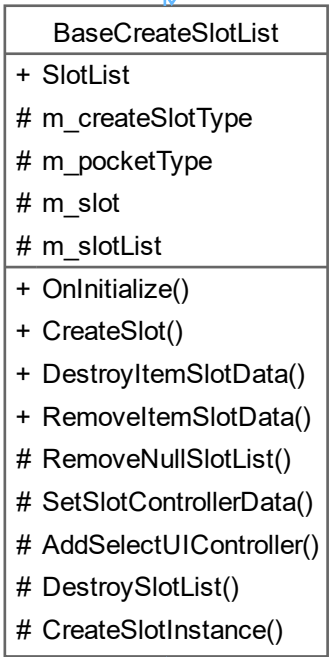 BaseCreateSlotList
+ SlotList
# m_createSlotType
# m_pocketType
# m_slot
# m_slotList
+ OnInitialize()
+ CreateSlot()
+ DestroyItemSlotData()
+ RemoveItemSlotData()
# RemoveNullSlotList()
# SetSlotControllerData()
# AddSelectUIController()
# DestroySlotList()
# CreateSlotInstance()